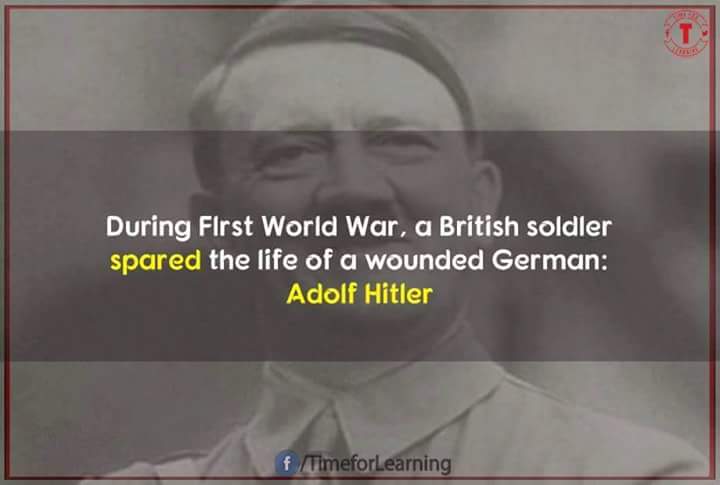 T
During First World War, a British soldier
spared the life of a wounded German:
Adolf Hitler
f /TimeforLearning